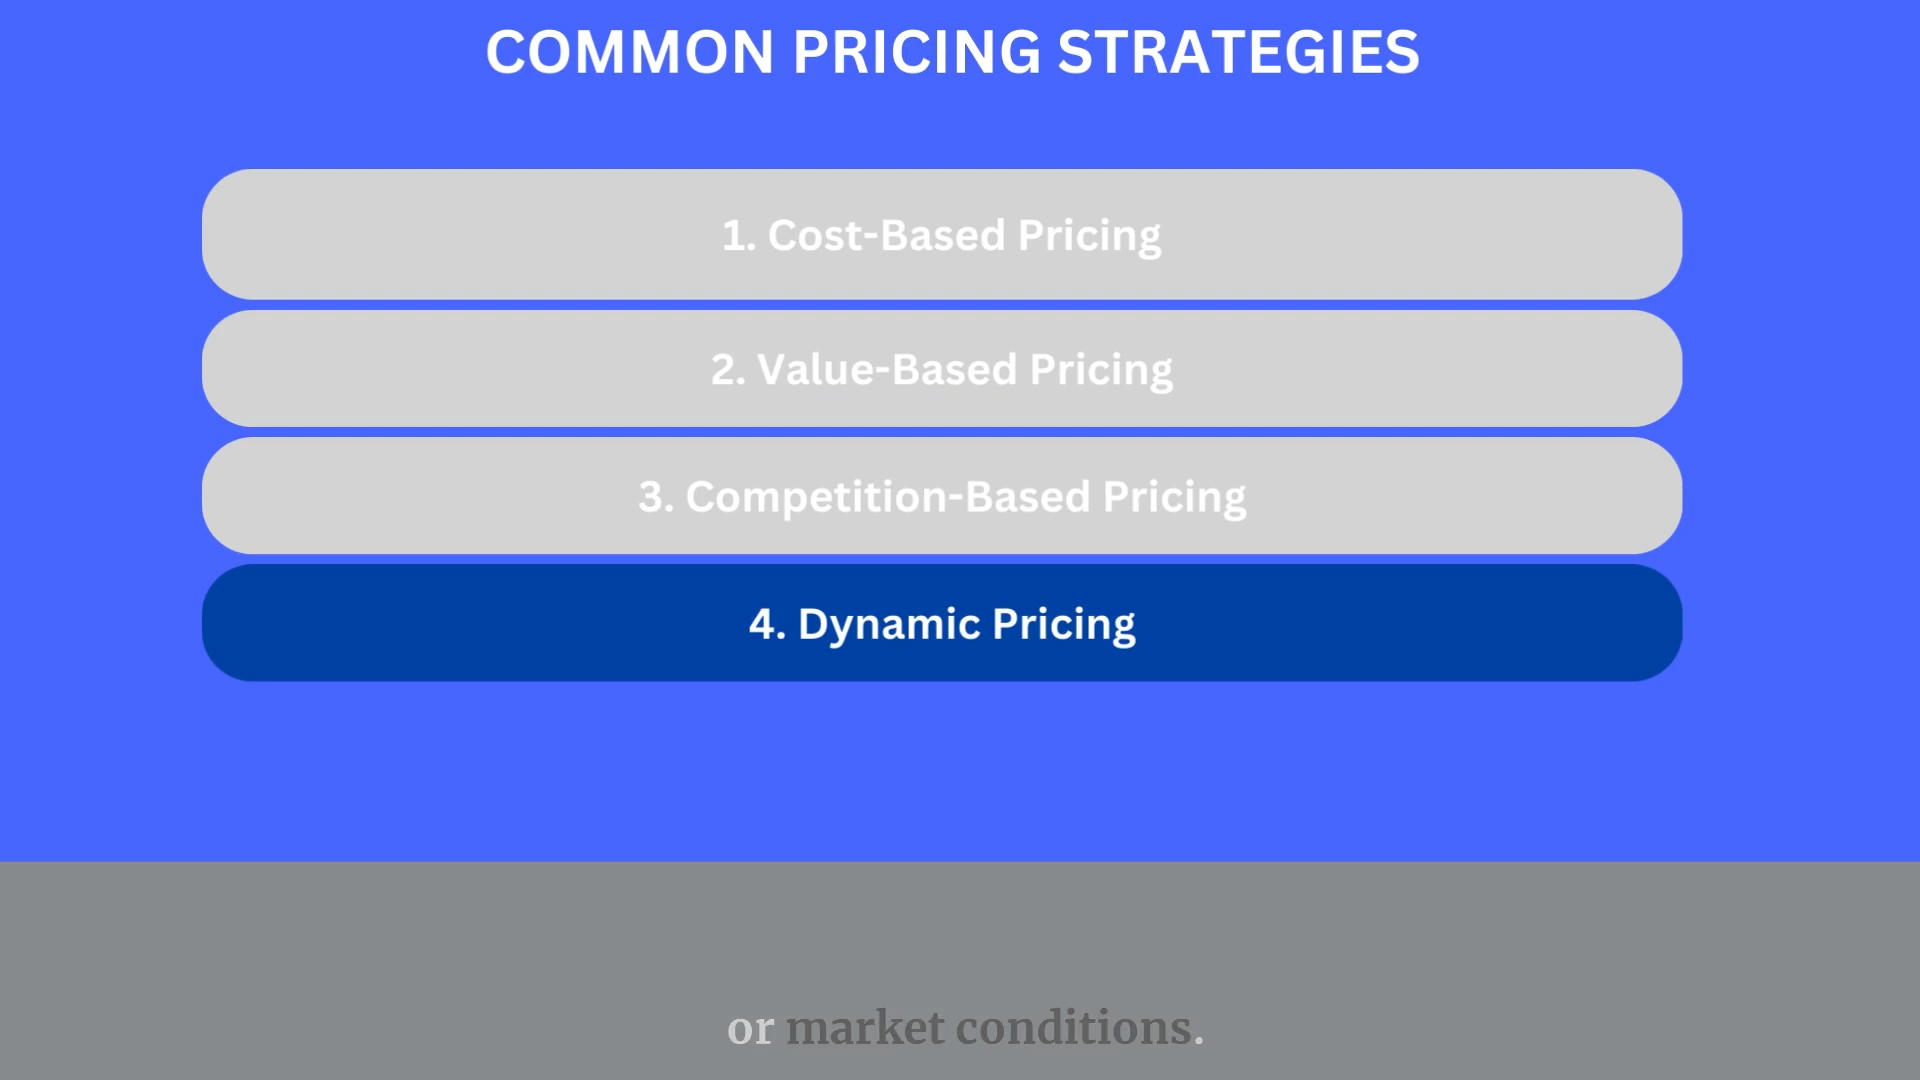 COMMON PRICING STRATEGIES
1. Cost-Based Pricing
2. Value-Based Pricing
3. Competition-Based Pricing
4. Dynamic Pricing
or market conditions.